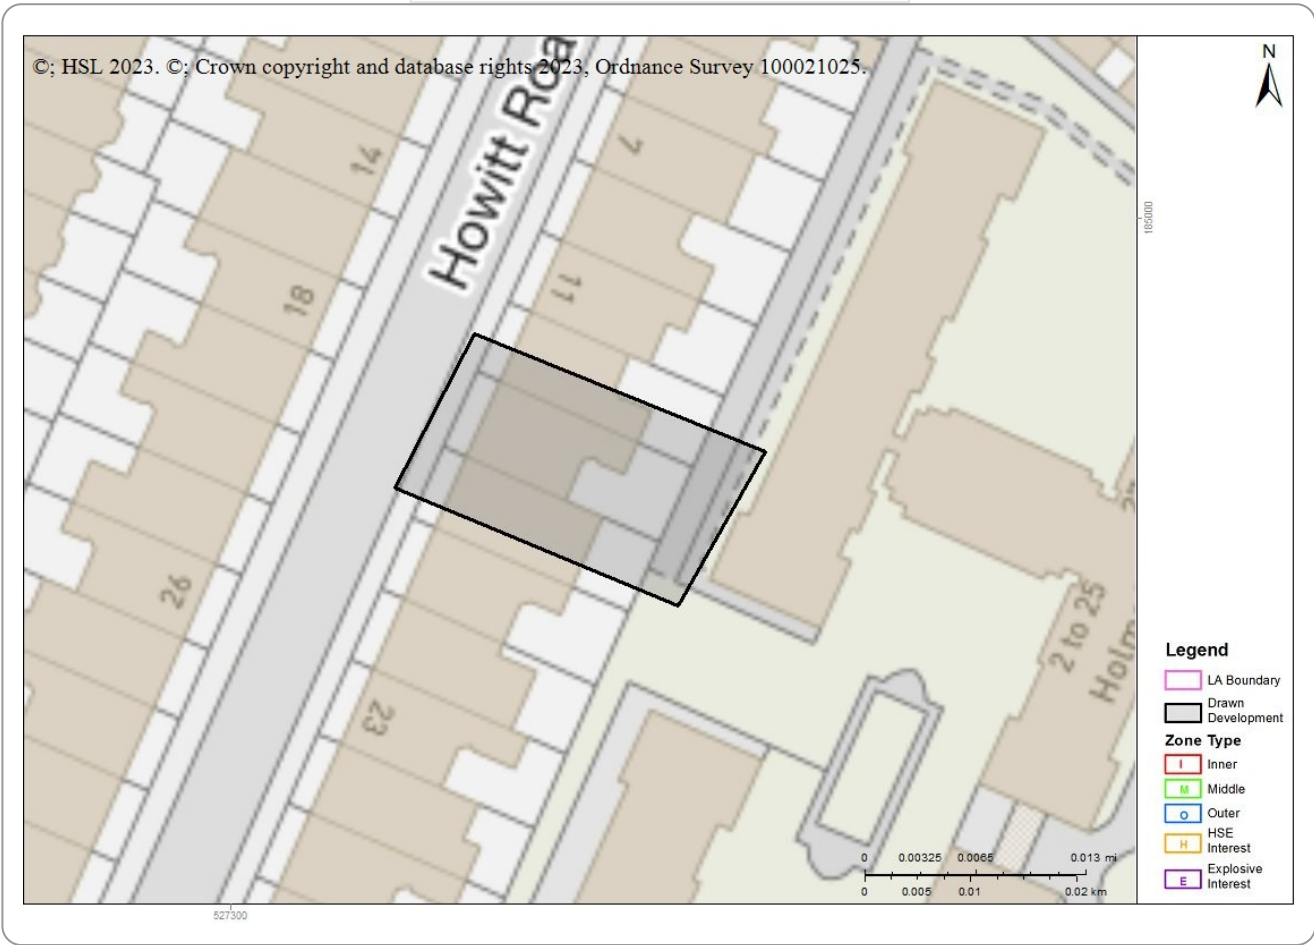 ©; HSL 2023. ©; Crown copyright and database rights 2023, Ordnance Survey 100021025.
N
Howitt Roa
14
7
18
11
26
23
2 to 25
185000
527300
Legend
LA Boundary
Drawn
Development
Zone Type
I Inner
M Middle
O Outer
H HSE
Interest
E Explosive
Interest
0 0.00325 0.0065 0.013 mi
0 0.005 0.01 0.02 km